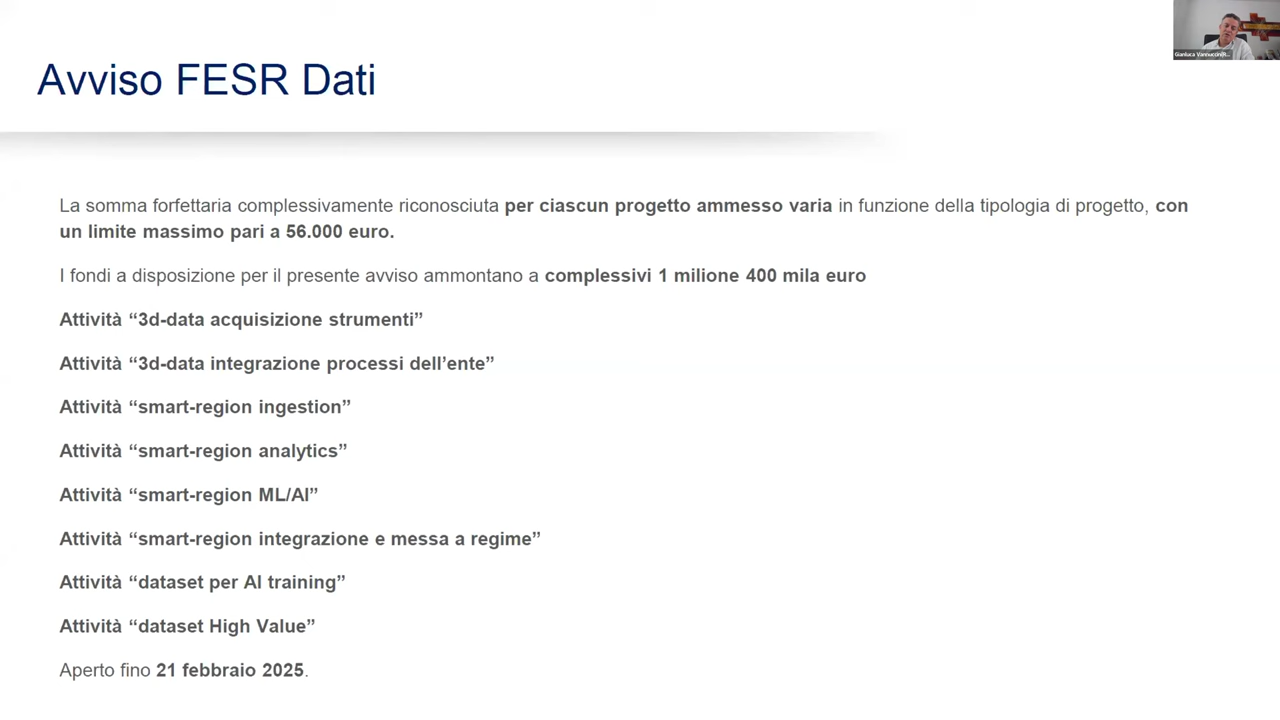 Avviso FESR Dati
Gianluca Vannuccini
La somma forfettaria complessivamente riconosciuta per ciascun progetto ammesso varia in funzione della tipologia di progetto, con
un limite massimo pari a 56.000 euro.
I fondi a disposizione per il presente avviso ammontano a complessivi 1 milione 400 mila euro
Attività “3d-data acquisizione strumenti”
Attività “3d-data integrazione processi dell’ente”
Attività “smart-region ingestion”
Attività “smart-region analytics”
Attività “smart-region ML/AI”
Attività “smart-region integrazione e messa a regime”
Attività “dataset per AI training”
Attività “dataset High Value”
Aperto fino 21 febbraio 2025.